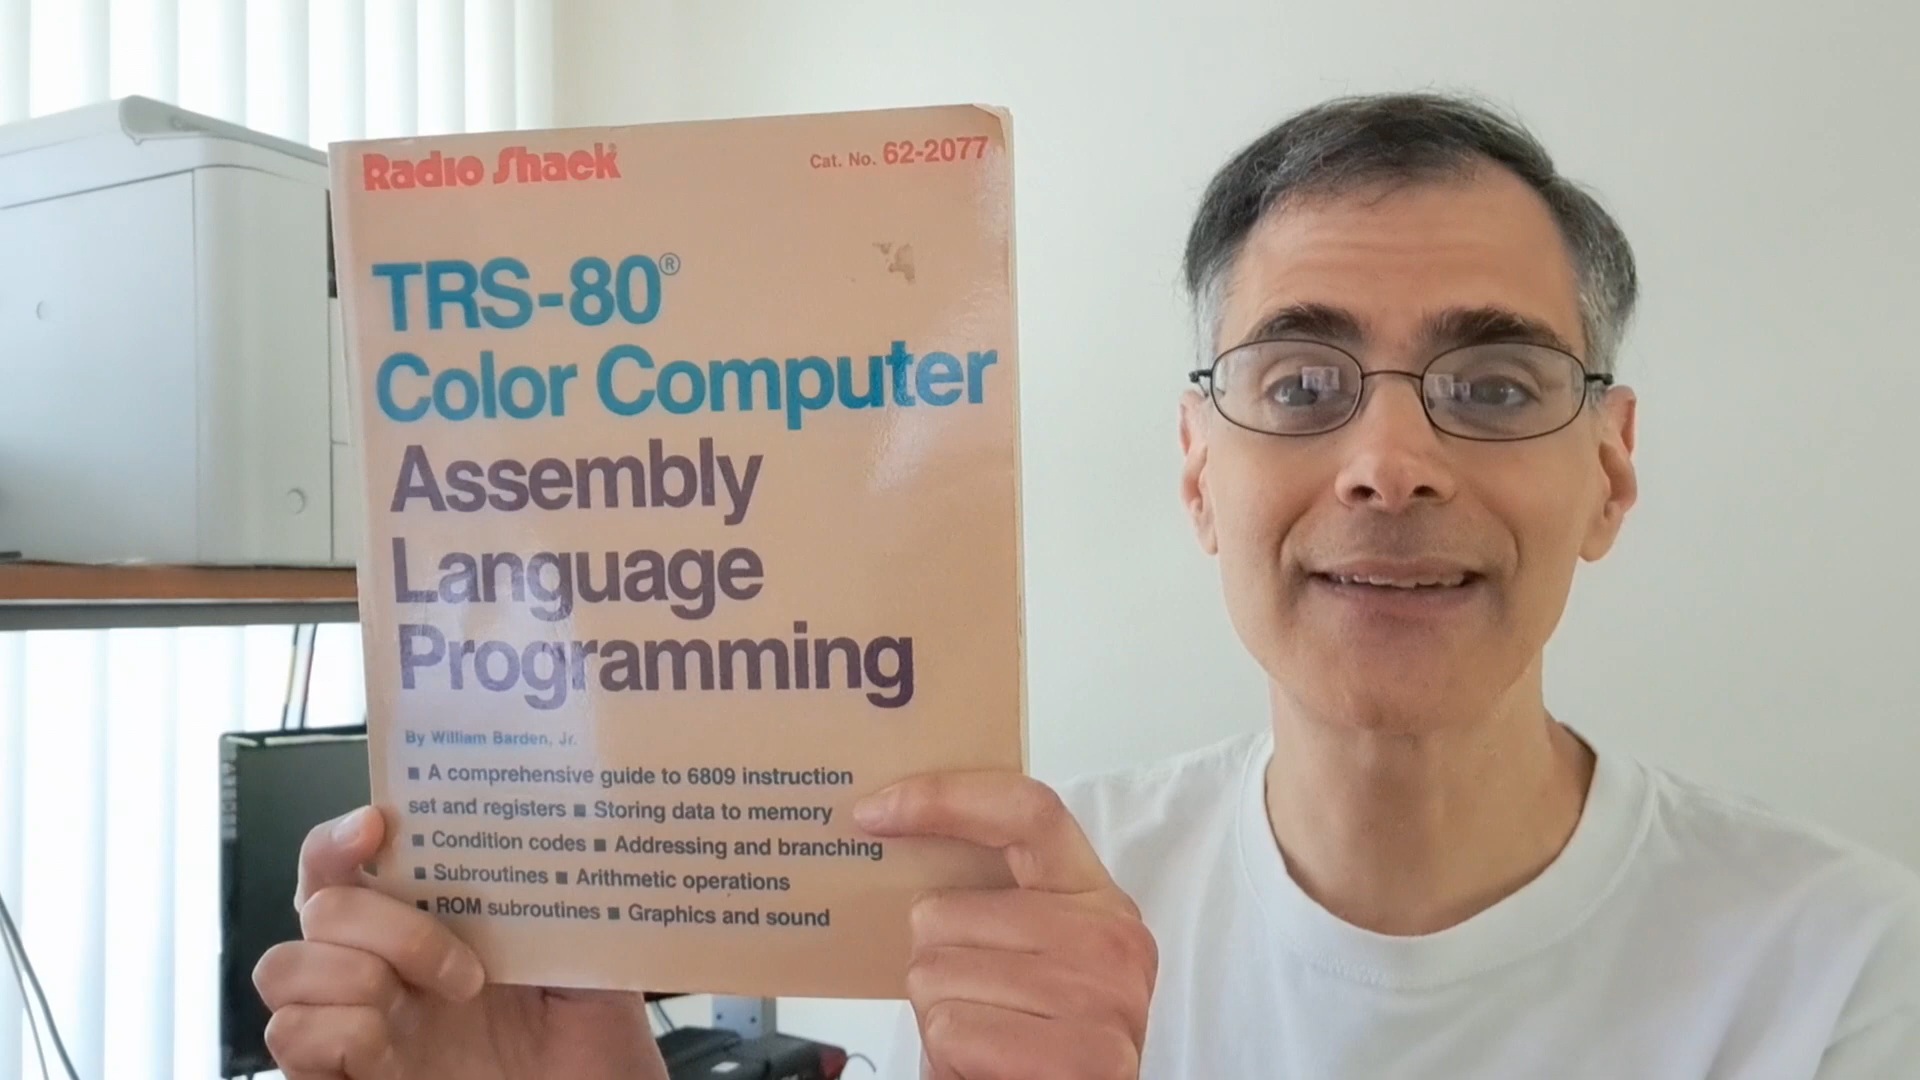 Radio Shack
Cat. No. 62-2077
TRS-80®
Color Computer
Assembly
Language
Programming
By William Barden, Jr.
■ A comprehensive guide to 6809 instruction
set and registers ■ Storing data to memory
■ Condition codes ■ Addressing and branching
■ Subroutines ■ Arithmetic operations
■ ROM subroutines ■ Graphics and sound